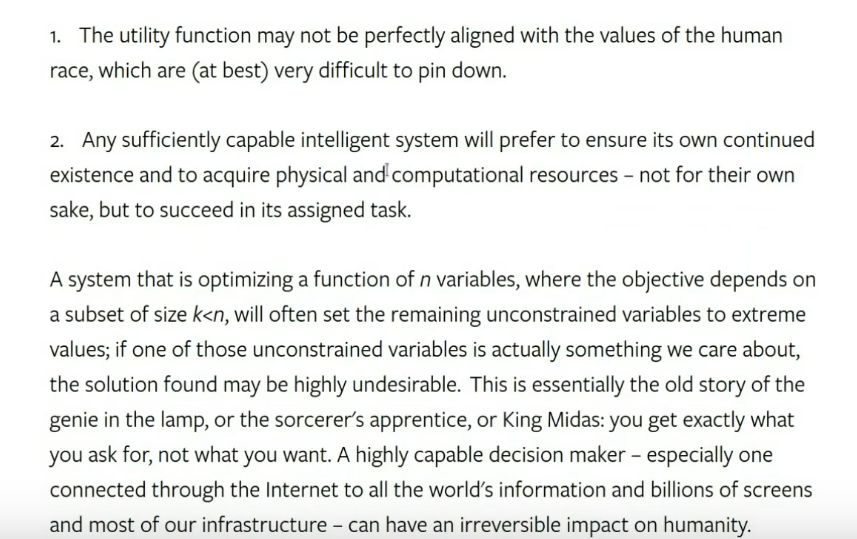 1. The utility function may not be perfectly aligned with the values of the human
race, which are (at best) very difficult to pin down.
2. Any sufficiently capable intelligent system will prefer to ensure its own continued
existence and to acquire physical and computational resources – not for their own
sake, but to succeed in its assigned task.
A system that is optimizing a function of n variables, where the objective depends on
a subset of size k<n, will often set the remaining unconstrained variables to extreme
values; if one of those unconstrained variables is actually something we care about,
the solution found may be highly undesirable. This is essentially the old story of the
genie in the lamp, or the sorcerer's apprentice, or King Midas: you get exactly what
you ask for, not what you want. A highly capable decision maker – especially one
connected through the Internet to all the world's information and billions of screens
and most of our infrastructure – can have an irreversible impact on humanity.